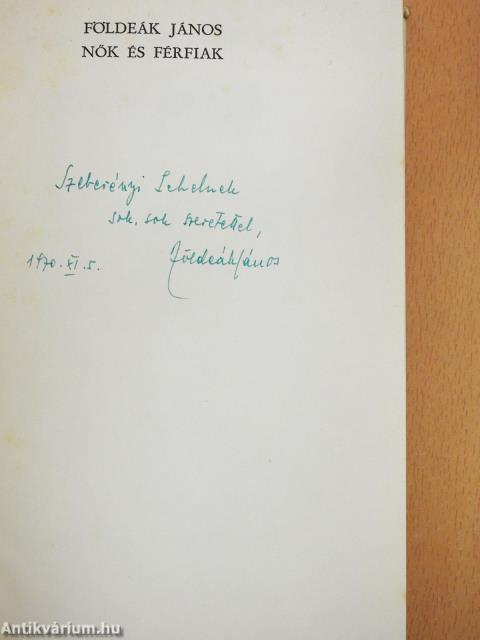 FÖLDEÁK JÁNOS
NŐK ÉS FÉRFIAK
Szeberényi Lehelnek
sok, sok szeretettel,
1970. XI. 5. Földeák János
Antikvárium.hu